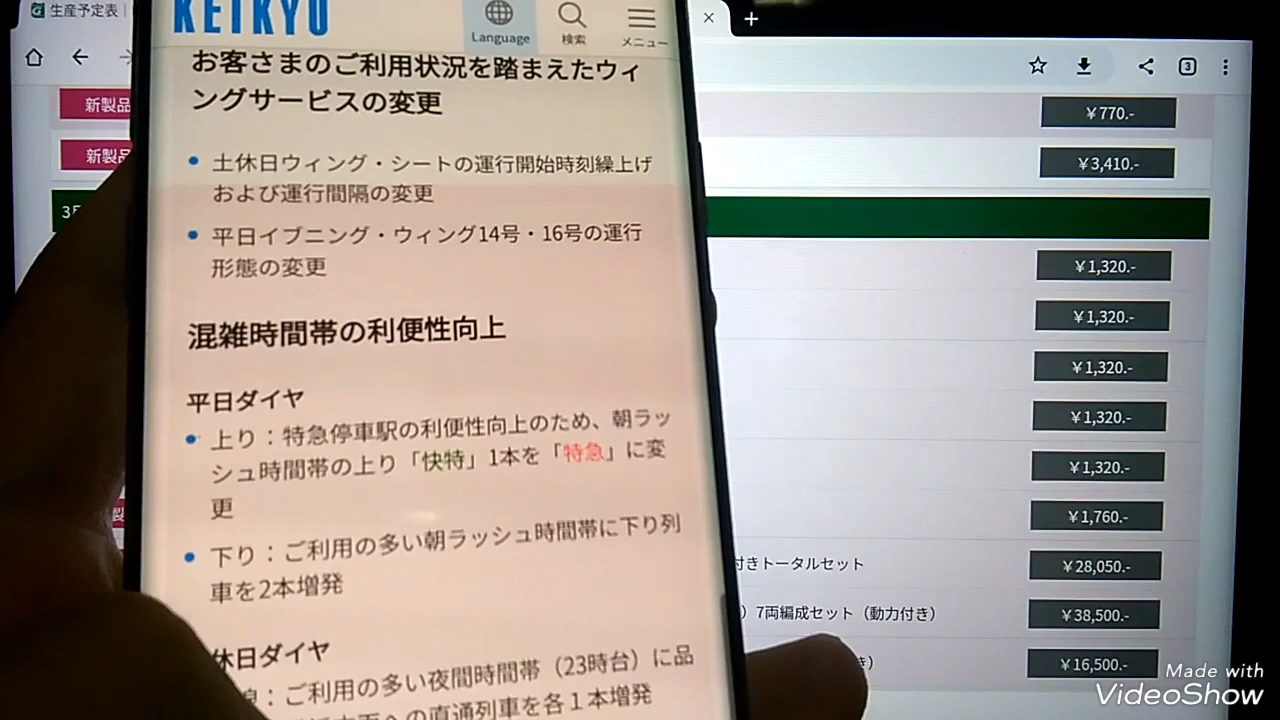 生産予定表
KEIKYU
Language
検索
メニュー
お客さまのご利用状況を踏まえたウィ
ングサービスの変更
土休日ウィング・シートの運行開始時刻繰上げ
および運行間隔の変更
平日イブニング・ウィング14号・16号の運行
形態の変更
混雑時間帯の利便性向上
平日ダイヤ
上り：特急停車駅の利便性向上のため、朝ラッ
シュ時間帯の上り「快特」1本を「特急」に変
更
下り：ご利用の多い朝ラッシュ時間帯に下り列
車を2本増発
休日ダイヤ
線：ご利用の多い夜間時間帯（23時台）に品
方面への直通列車を各１本増発
新製品
新製品
3
製
3
¥770.-
¥3,410.-
¥1,320.-
¥1,320.-
¥1,320.-
¥1,320.-
¥1,320.-
¥1,760.-
付きトータルセット
¥28,050.-
）7両編成セット（動力付き）
¥38,500.-
き）
¥16,500.-
Made with
VideoShow